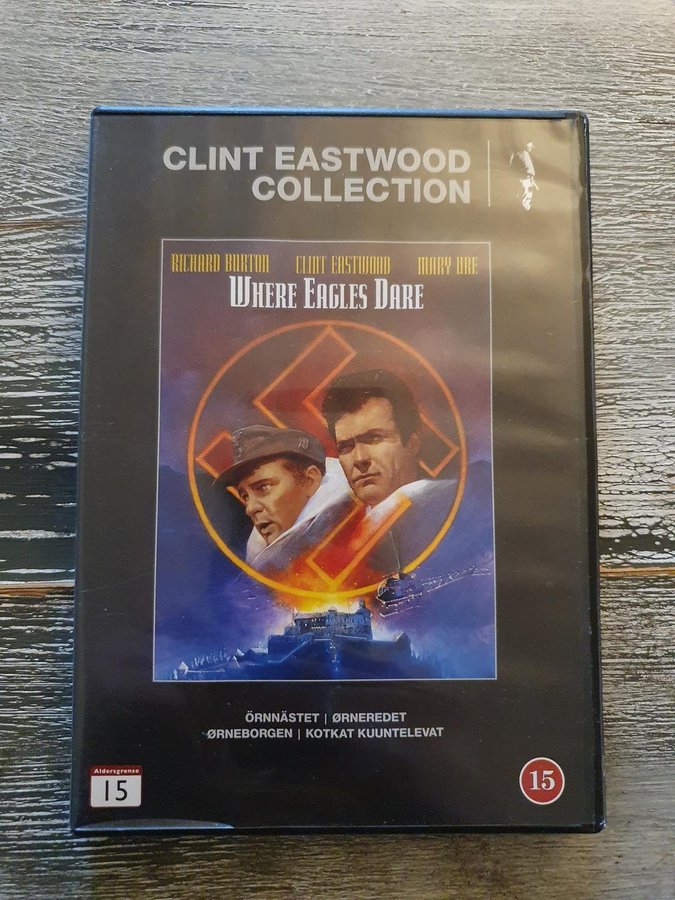 CLINT EASTWOOD
COLLECTION
RICHARD BURTON CLINT EASTWOOD MARY URE
WHERE EAGLES DARE
ÖRNNÄSTET | ØRNEREDET
ØRNEBORGEN | KOTKAT KUUNTELEVAT
Aldersgrense
15
15